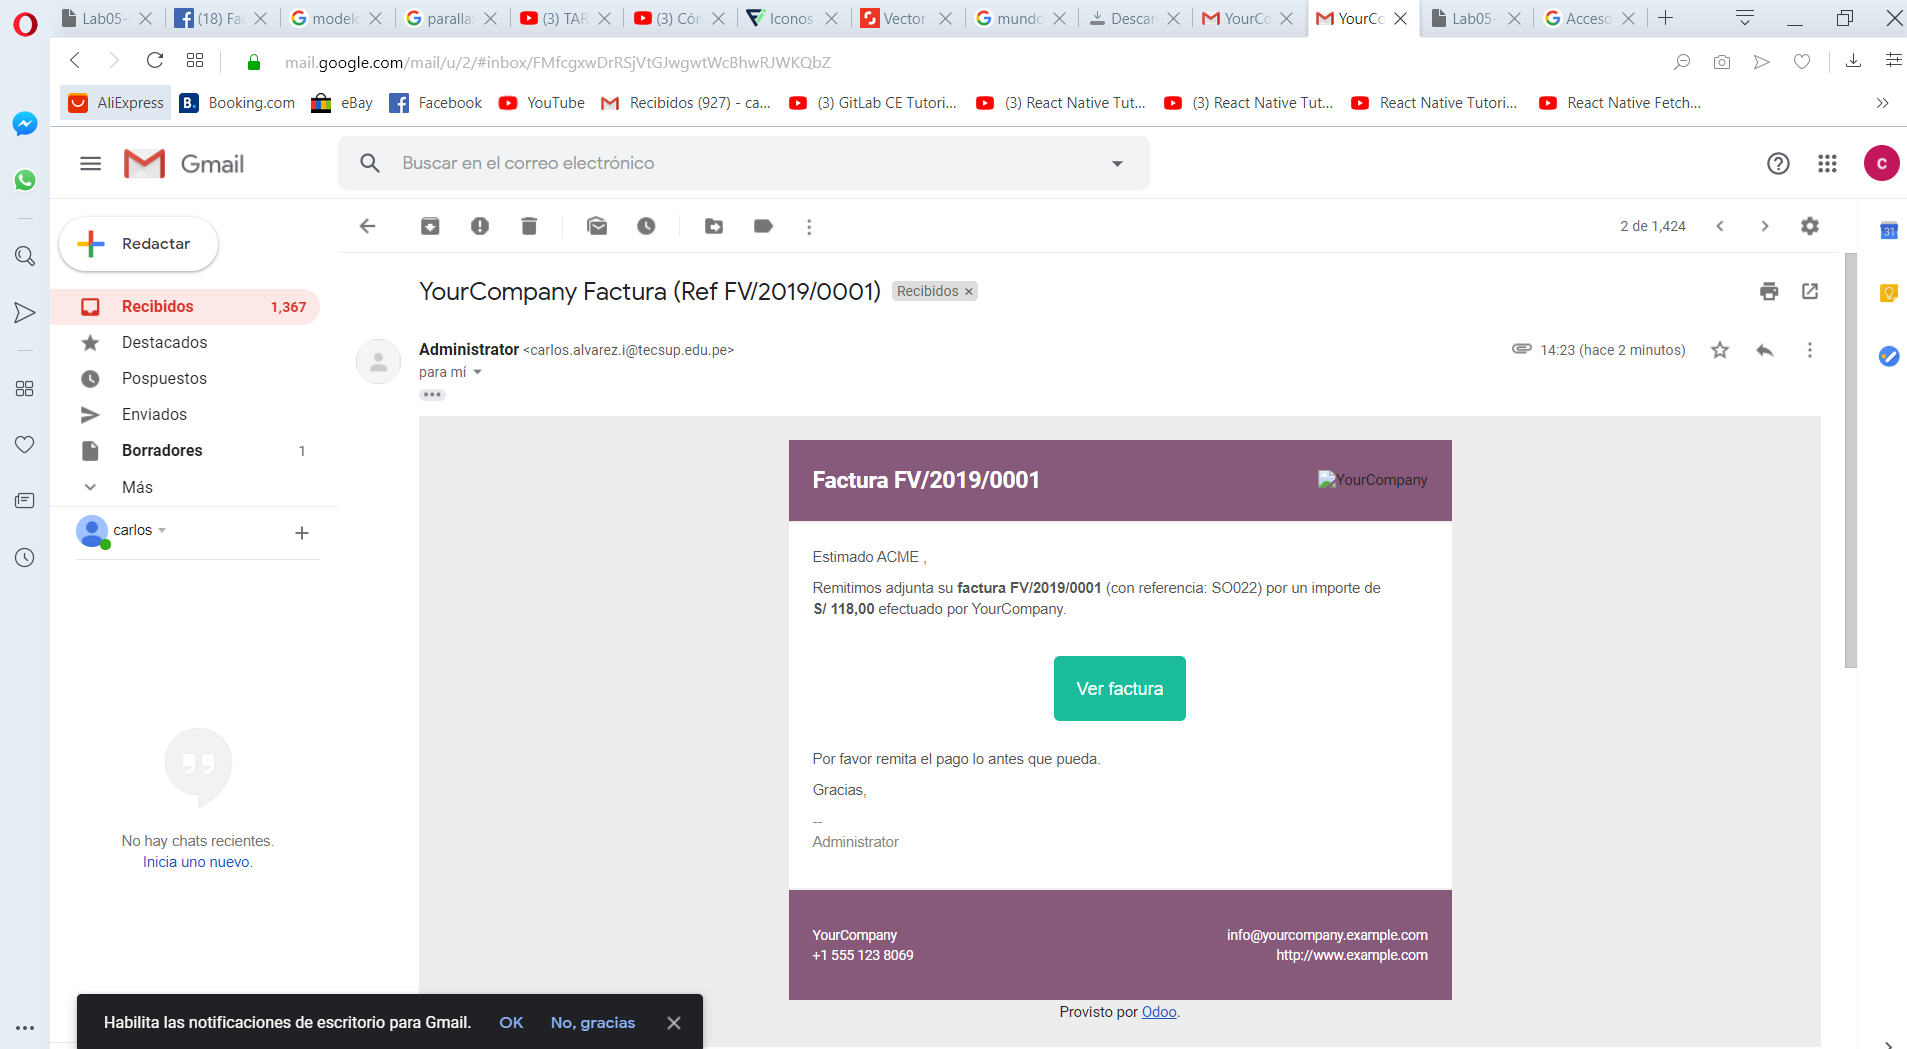 Lab05-
(18) Fa
modelo
paralla
(3) TAR
(3) Cór
Iconos
Vector
mundo
Descar
YourCo
YourCo
Lab05-
Acceso
mail.google.com/mail/u/2/#inbox/FMfcgxwDrRSjVtGJwgwtWcBhwRJWKQbZ
AliExpress
Booking.com
eBay
Facebook
YouTube
Recibidos (927) - ca...
(3) GitLab CE Tutori...
(3) React Native Tut...
(3) React Native Tut...
React Native Tutori...
React Native Fetch...
Gmail
Buscar en el correo electrónico
C
Redactar
2 de 1,424
31
YourCompany Factura (Ref FV/2019/0001)
Recibidos
Recibidos 1,367
Destacados
Pospuestos
Enviados
Borradores 1
Más
carlos
Administrator <carlos.alvarez.i@tecsup.edu.pe>
14:23 (hace 2 minutos)
para mí
Factura FV/2019/0001
YourCompany
Estimado ACME ,
Remitimos adjunta su factura FV/2019/0001 (con referencia: SO022) por un importe de
S/ 118,00 efectuado por YourCompany.
Ver factura
Por favor remita el pago lo antes que pueda.
Gracias,
--
Administrator
No hay chats recientes.
Inicia uno nuevo.
YourCompany
+1 555 123 8069
info@yourcompany.example.com
http://www.example.com
Provisto por Odoo.
Habilita las notificaciones de escritorio para Gmail. OK No, gracias